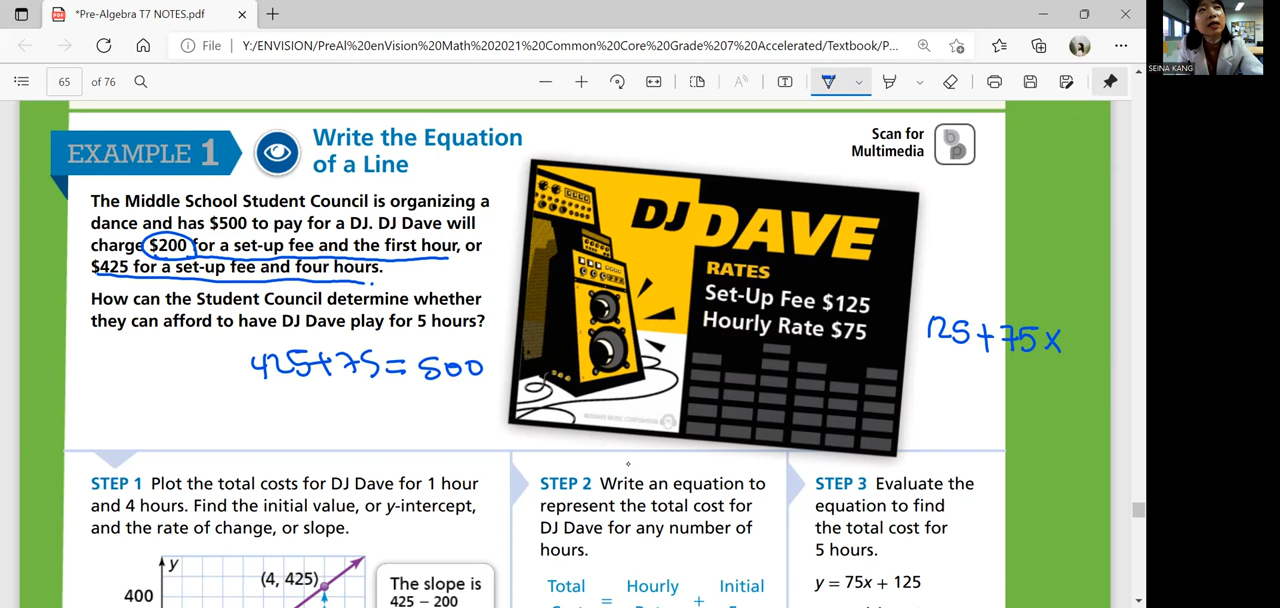 *Pre-Algebra T7 NOTES.pdf
File
Y:/ENVISION/PreAl%20enVision%20Math%202021%20Common%20Core%20Grade%207%20Accelerated/Textbook/P...
65 of 76
SEINA KANG
EXAMPLE 1
Write the Equation
of a Line
Scan for
Multimedia
The Middle School Student Council is organizing a
dance and has $500 to pay for a DJ. DJ Dave will
charge $200 for a set-up fee and the first hour, or
$425 for a set-up fee and four hours.
How can the Student Council determine whether
they can afford to have DJ Dave play for 5 hours?
425+75=500
DJ DAVE
RATES
Set-Up Fee $125
Hourly Rate $75
125+75x
STEP 1 Plot the total costs for DJ Dave for 1 hour
and 4 hours. Find the initial value, or y-intercept,
and the rate of change, or slope.
y
(4, 425)
400
The slope is
425 − 200
STEP 2 Write an equation to
represent the total cost for
DJ Dave for any number of
hours.
Total Hourly Initial
= +
STEP 3 Evaluate the
equation to find
the total cost for
5 hours.
y = 75x + 125